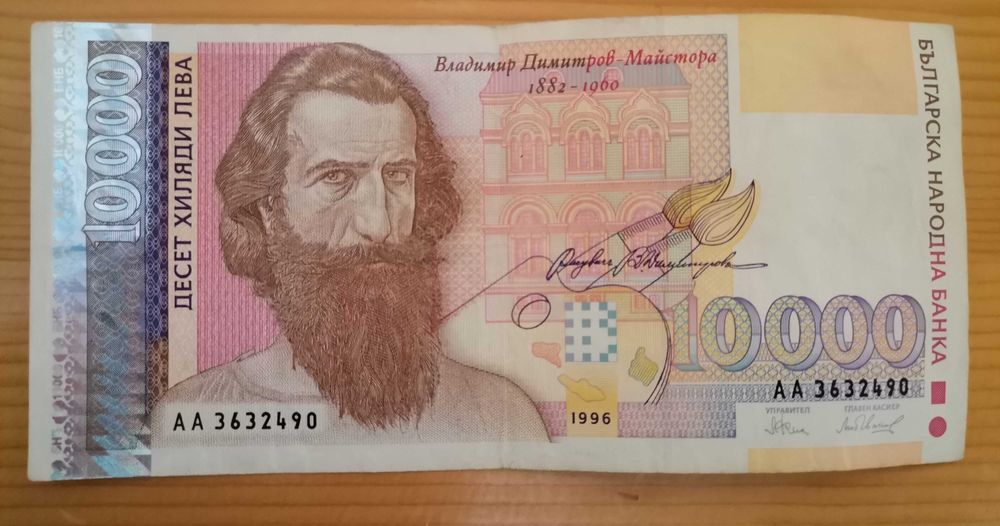 10000
ДЕСЕТ ХИЛЯДИ ЛЕВА
Владимир Димитров-Майстора
1882 - 1960
БЪЛГАРСКА НАРОДНА БАНКА
10000
АА 3632490
АА 3632490
1996
УПРАВИТЕЛ
ГЛАВЕН КАСИЕР